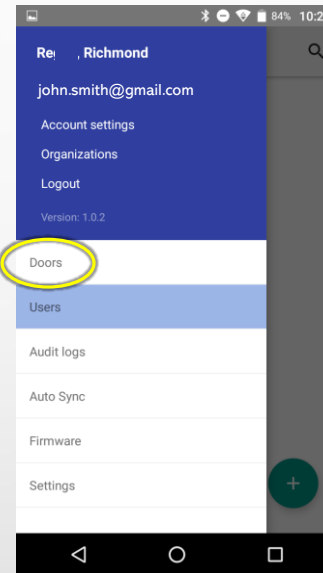 84% 10:2
Re , Richmond
john.smith@gmail.com
Account settings
Organizations
Logout
Version: 1.0.2
Doors
Users
Audit logs
Auto Sync
Firmware
Settings